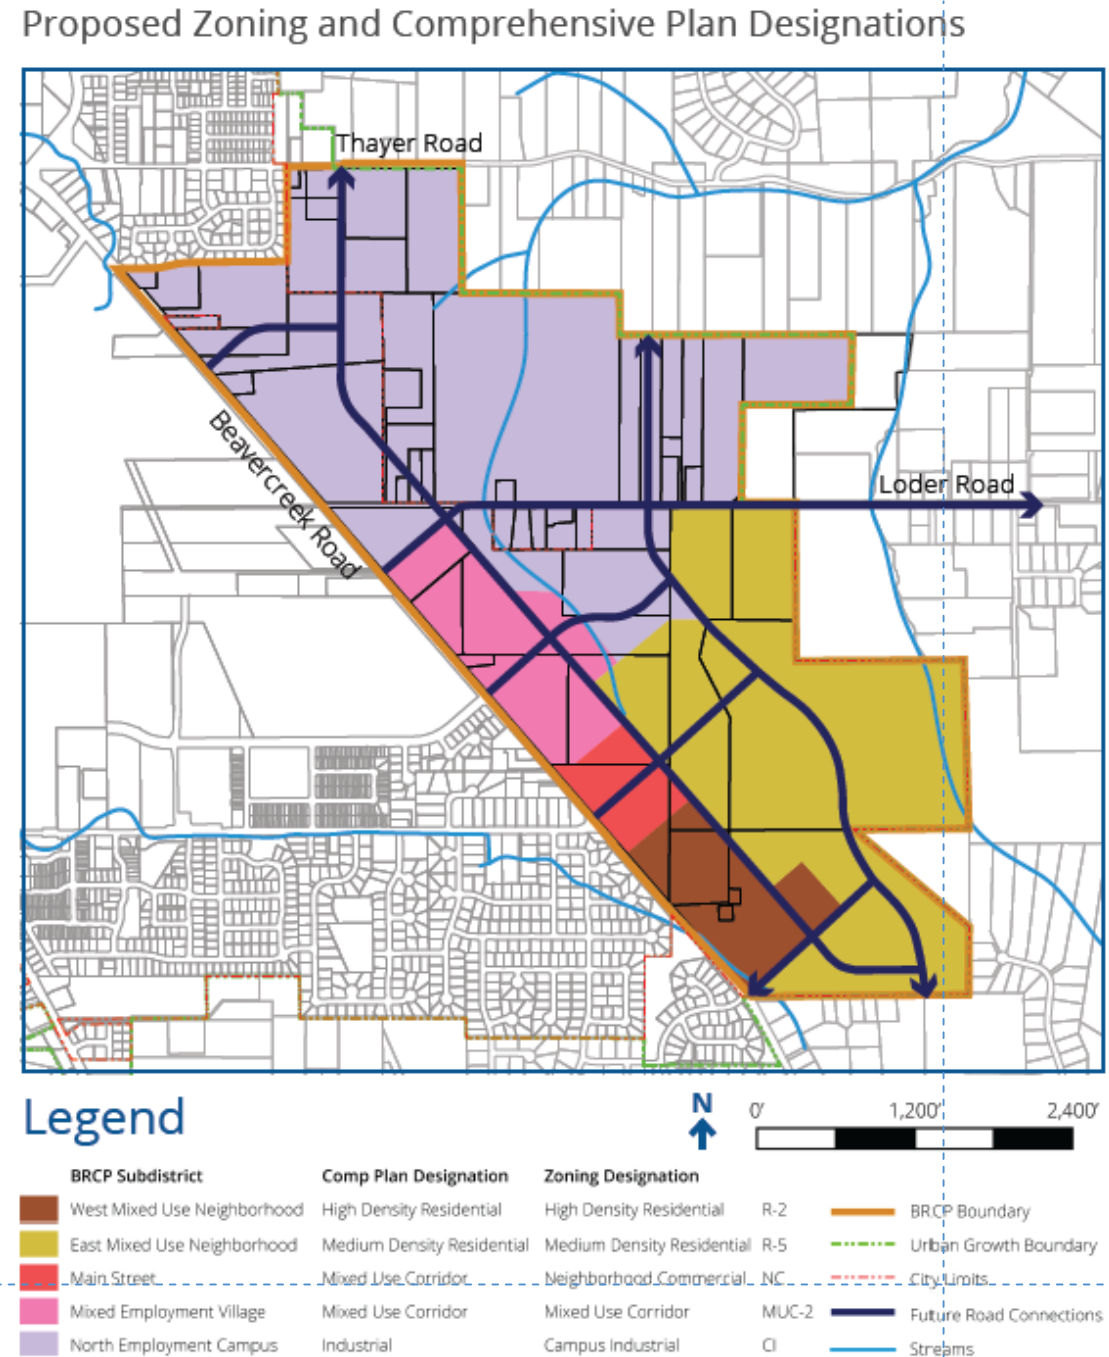 Proposed Zoning and Comprehensive Plan Designations
Thayer Road
Loder Road
Beavercreek Road
Legend
N
0' 1,200' 2,400'
BRCP Subdistrict Comp Plan Designation Zoning Designation
West Mixed Use Neighborhood High Density Residential High Density Residential R-2 BRCP Boundary
East Mixed Use Neighborhood Medium Density Residential Medium Density Residential R-5 Urban Growth Boundary
Main Street Mixed Use Corridor Neighborhood Commercial NC City Limits
Mixed Employment Village Mixed Use Corridor Mixed Use Corridor MUC-2 Future Road Connections
North Employment Campus Industrial Campus Industrial CI Streams